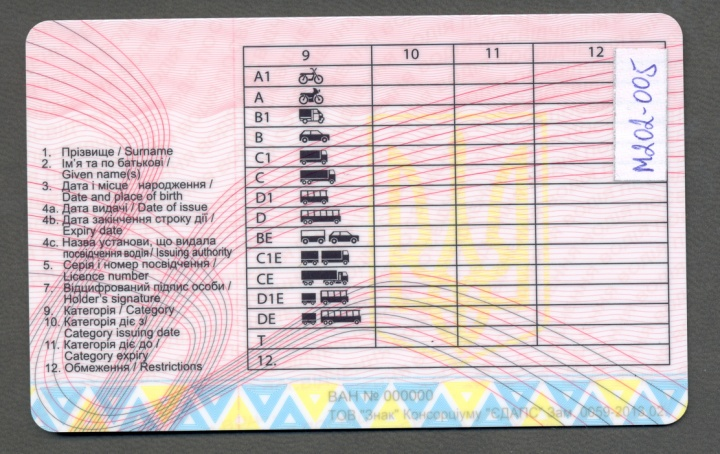 9 10 11 12
A1
A
B1
B
C1
C
D1
D
BE
C1E
CE
D1E
DE
T
12.
M202-005
1. Прізвище / Surname
2. Ім'я та по батькові /
Given name(s)
3. Дата і місце народження /
Date and place of birth
4a. Дата видачі / Date of issue
4b. Дата закінчення строку дії /
Expiry date
4c. Назва установи, що видала
посвідчення водія / Issuing authority
5. Серія і номер посвідчення /
Licence number
7. Відцифрований підпис особи /
Holder's signature
9. Категорія / Category
10. Категорія діє з/
Category issuing date
11. Категорія діє до /
Category expiry
12. Обмеження / Restrictions
ВАН № 000000
ТОВ "Знак" Консорціуму "ЄДАПС" Зам. 0659-2018.02